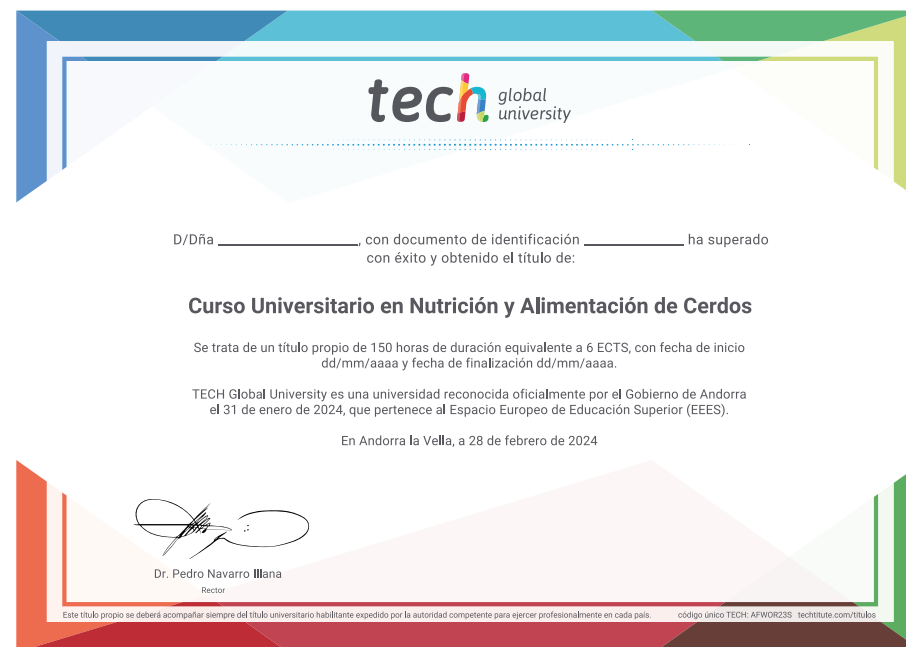 tech global university
D/Dña ____________________, con documento de identificación ______________ ha superado
con éxito y obtenido el título de:
Curso Universitario en Nutrición y Alimentación de Cerdos
Se trata de un título propio de 150 horas de duración equivalente a 6 ECTS, con fecha de inicio
dd/mm/aaaa y fecha de finalización dd/mm/aaaa.
TECH Global University es una universidad reconocida oficialmente por el Gobierno de Andorra
el 31 de enero de 2024, que pertenece al Espacio Europeo de Educación Superior (EEES).
En Andorra la Vella, a 28 de febrero de 2024
Dr. Pedro Navarro Illana
Rector
Este título propio se deberá acompañar siempre del título universitario habilitante expedido por la autoridad competente para ejercer profesionalmente en cada país. código único TECH: AFWOR23S techtitute.com/titulos